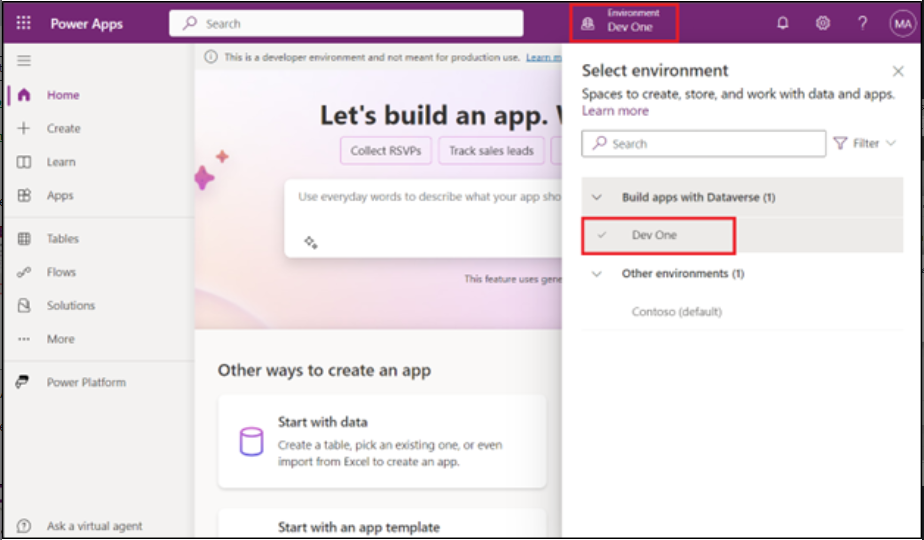 Power Apps
Search
Environment
Dev One
MA
This is a developer environment and not meant for production use. Learn m
Home
Create
Learn
Apps
Tables
Flows
Solutions
More
Power Platform
Ask a virtual agent
Let's build an app. W
Collect RSVPs
Track sales leads
Use everyday words to describe what your app sho
This feature uses gene
Other ways to create an app
Start with data
Create a table, pick an existing one, or even
import from Excel to create an app.
Start with an app template
Select environment
Spaces to create, store, and work with data and apps.
Learn more
Search
Filter
Build apps with Dataverse (1)
Dev One
Other environments (1)
Contoso (default)